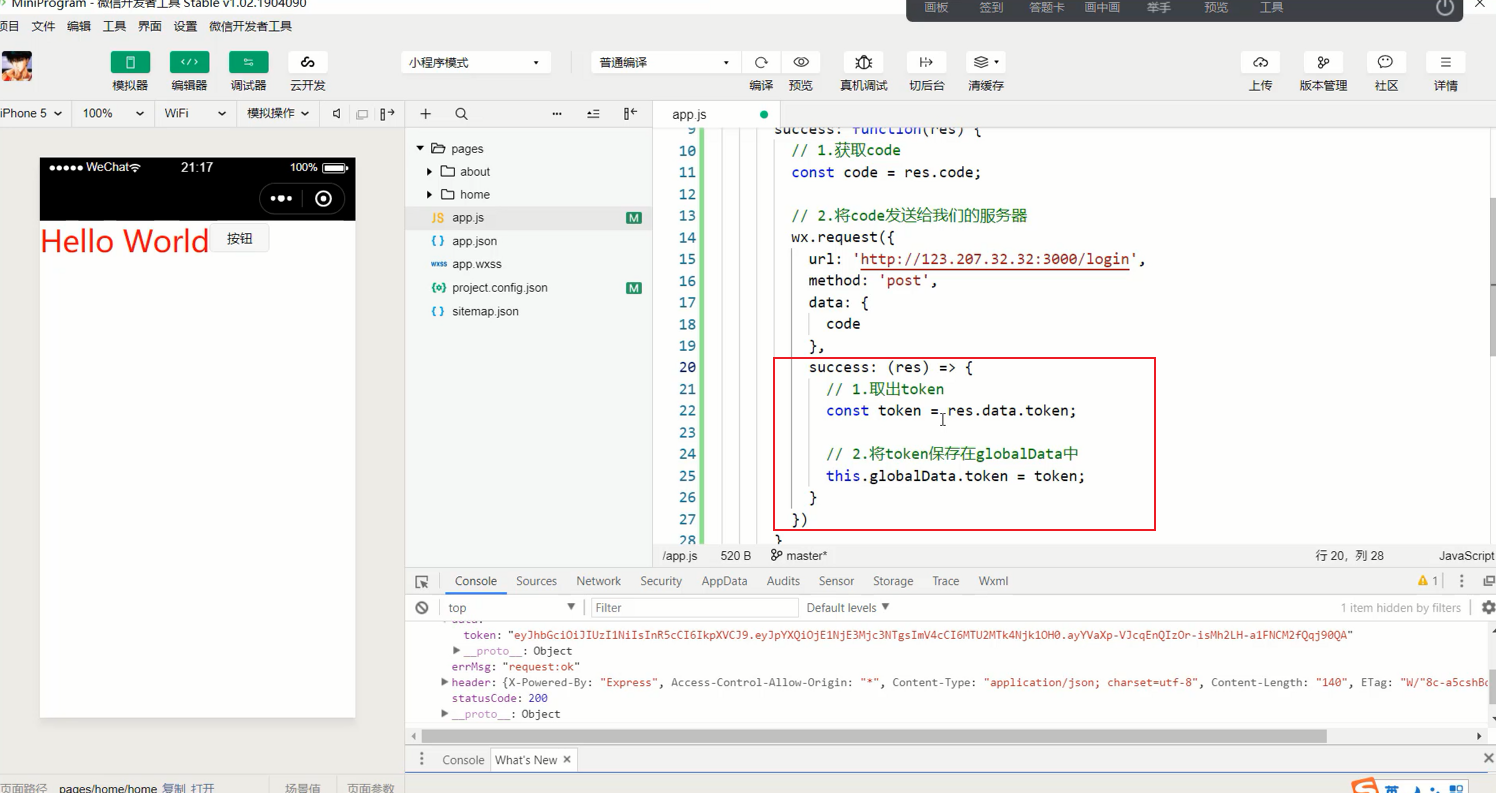 MiniProgram - 微信开发者工具 Stable v1.02.1904090
画板 签到 答题卡 画中画 举手 预览 工具
项目 文件 编辑 工具 界面 设置 微信开发者工具
小程序模式 普通编译
模拟器 编辑器 调试器 云开发 编译 预览 真机调试 切后台 清缓存 上传 版本管理 社区 详情
iPhone 5 100% WiFi 模拟操作
WeChat 21:17 100%
Hello World 按钮
pages
about
home
JS app.js M
{ } app.json
wxss app.wxss
{o} project.config.json M
{ } sitemap.json
app.js
9 success: function(res) {
10 // 1.获取code
11 const code = res.code;
12
13 // 2.将code发送给我们的服务器
14 wx.request({
15 url: 'http://123.207.32.32:3000/login',
16 method: 'post',
17 data: {
18 code
19 },
20 success: (res) => {
21 // 1.取出token
22 const token = res.data.token;
23
24 // 2.将token保存在globalData中
25 this.globalData.token = token;
26 }
27 })
28 }
/app.js 520 B master* 行 20，列 28 JavaScript
Console Sources Network Security AppData Audits Sensor Storage Trace Wxml 1
top Filter Default levels 1 item hidden by filters
data:
token: "eyJhbGciOiJIUzI1NiIsInR5cCI6IkpXVCJ9.eyJpYXQiOjE1NjE3Mjc3NTgsImV4cCI6MTU2MTk4Njk1OH0.ayYVaXp-VJcqEnQIzOr-isMh2LH-a1FNCM2fQqj90QA"
__proto__: Object
errMsg: "request:ok"
header: {X-Powered-By: "Express", Access-Control-Allow-Origin: "*", Content-Type: "application/json; charset=utf-8", Content-Length: "140", ETag: "W/"8c-a5cshBo
statusCode: 200
__proto__: Object
Console What's New
页面路径 pages/home/home 复制 打开 场景值 页面参数
英